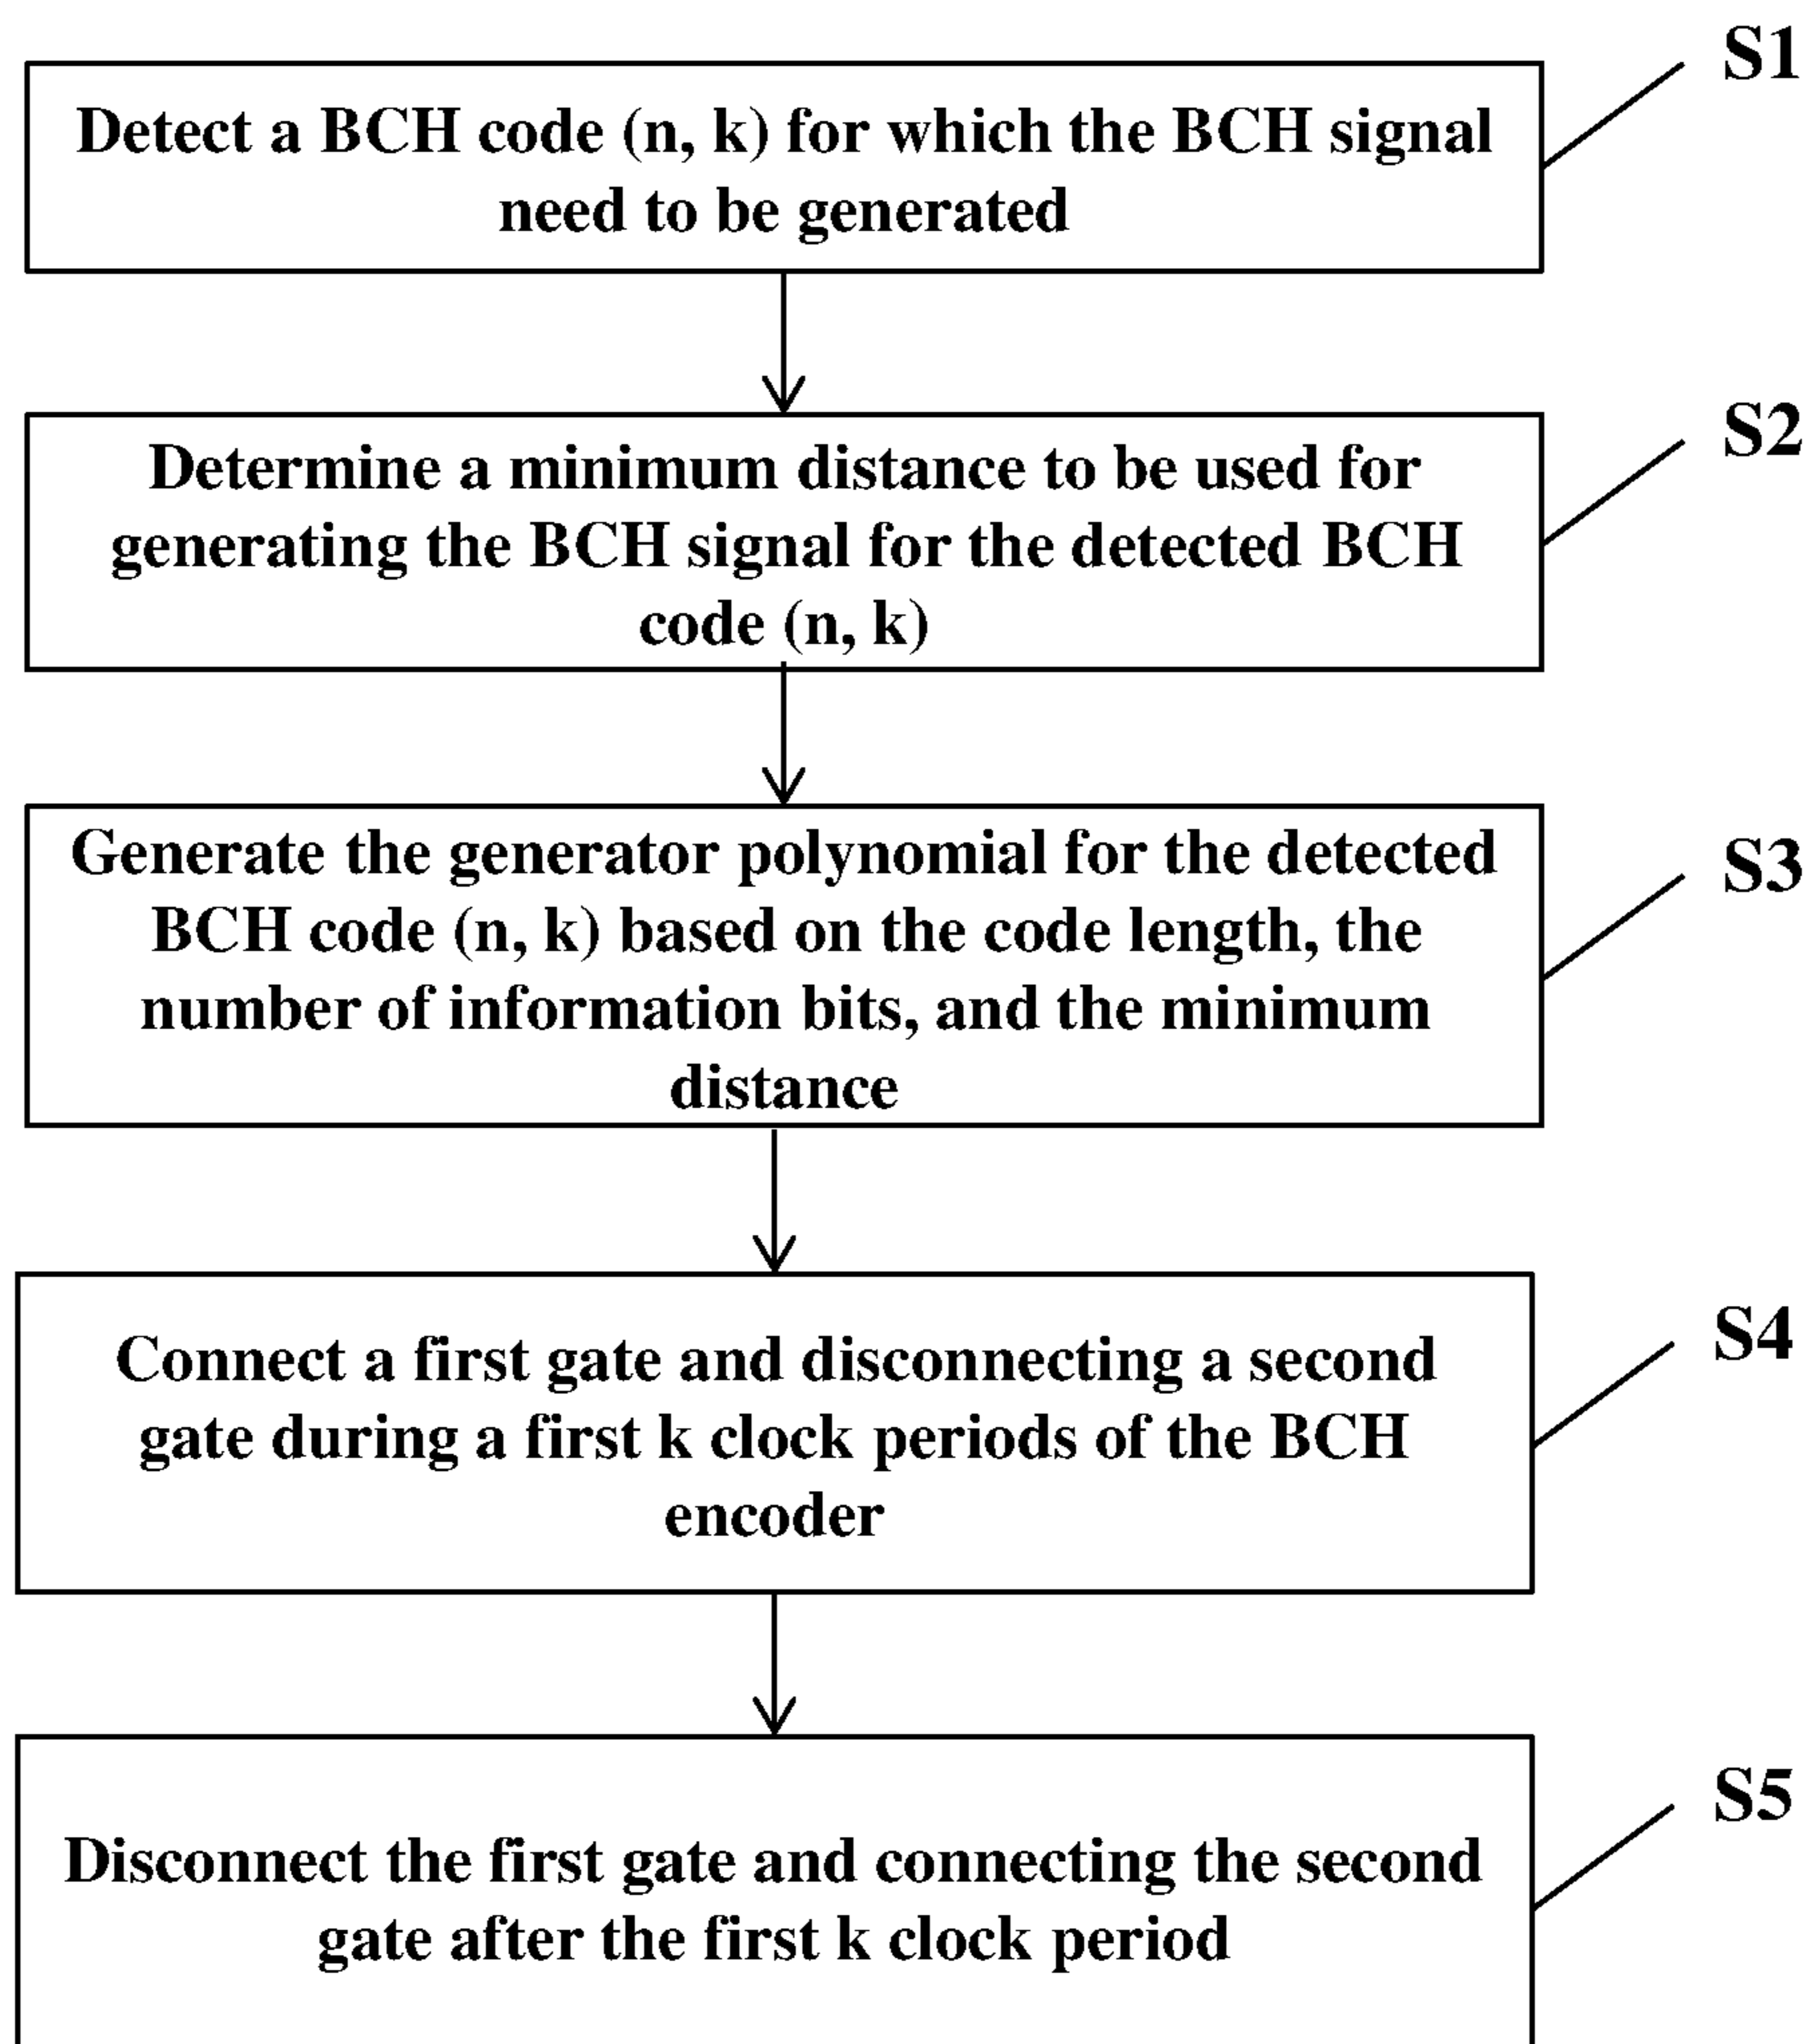 S1
Detect a BCH code (n, k) for which the BCH signal
need to be generated
S2
Determine a minimum distance to be used for
generating the BCH signal for the detected BCH
code (n, k)
S3
Generate the generator polynomial for the detected
BCH code (n, k) based on the code length, the
number of information bits, and the minimum
distance
S4
Connect a first gate and disconnecting a second
gate during a first k clock periods of the BCH
encoder
S5
Disconnect the first gate and connecting the second
gate after the first k clock period